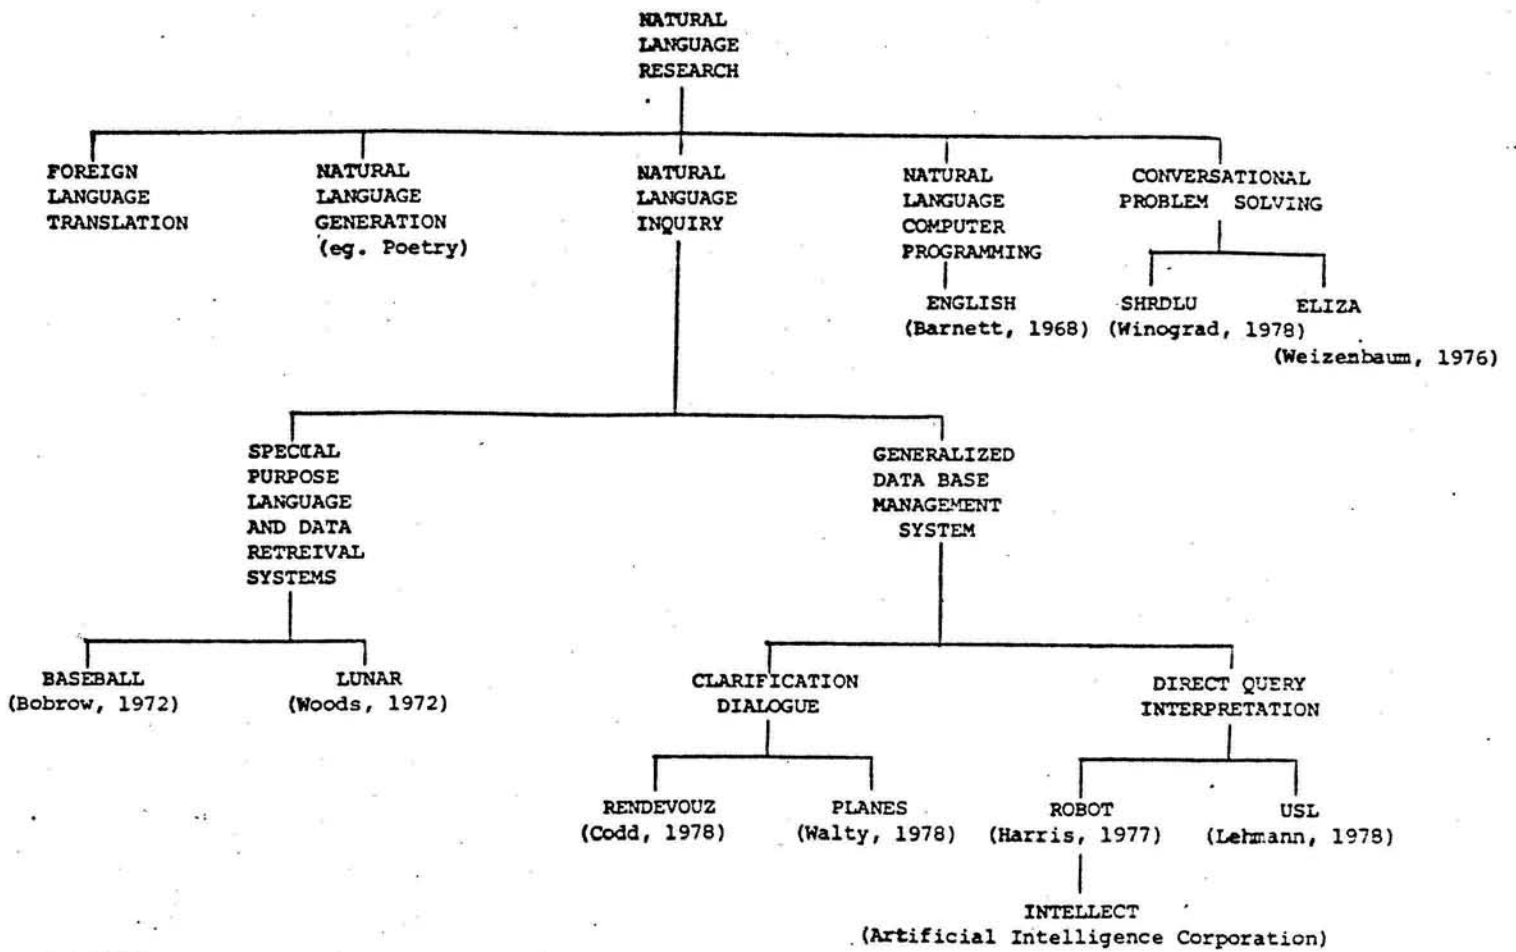 NATURAL
LANGUAGE
RESEARCH
FOREIGN
LANGUAGE
TRANSLATION
NATURAL
LANGUAGE
GENERATION
(eg. Poetry)
NATURAL
LANGUAGE
INQUIRY
NATURAL
LANGUAGE
COMPUTER
PROGRAMMING
CONVERSATIONAL
PROBLEM SOLVING
ENGLISH
(Barnett, 1968)
SHRDLU
(Winograd, 1978)
ELIZA
(Weizenbaum, 1976)
SPECIAL
PURPOSE
LANGUAGE
AND DATA
RETREIVAL
SYSTEMS
GENERALIZED
DATA BASE
MANAGEMENT
SYSTEM
BASEBALL
(Bobrow, 1972)
LUNAR
(Woods, 1972)
CLARIFICATION
DIALOGUE
DIRECT QUERY
INTERPRETATION
RENDEVOUZ
(Codd, 1978)
PLANES
(Walty, 1978)
ROBOT
(Harris, 1977)
USL
(Lehmann, 1978)
INTELLECT
(Artificial Intelligence Corporation)